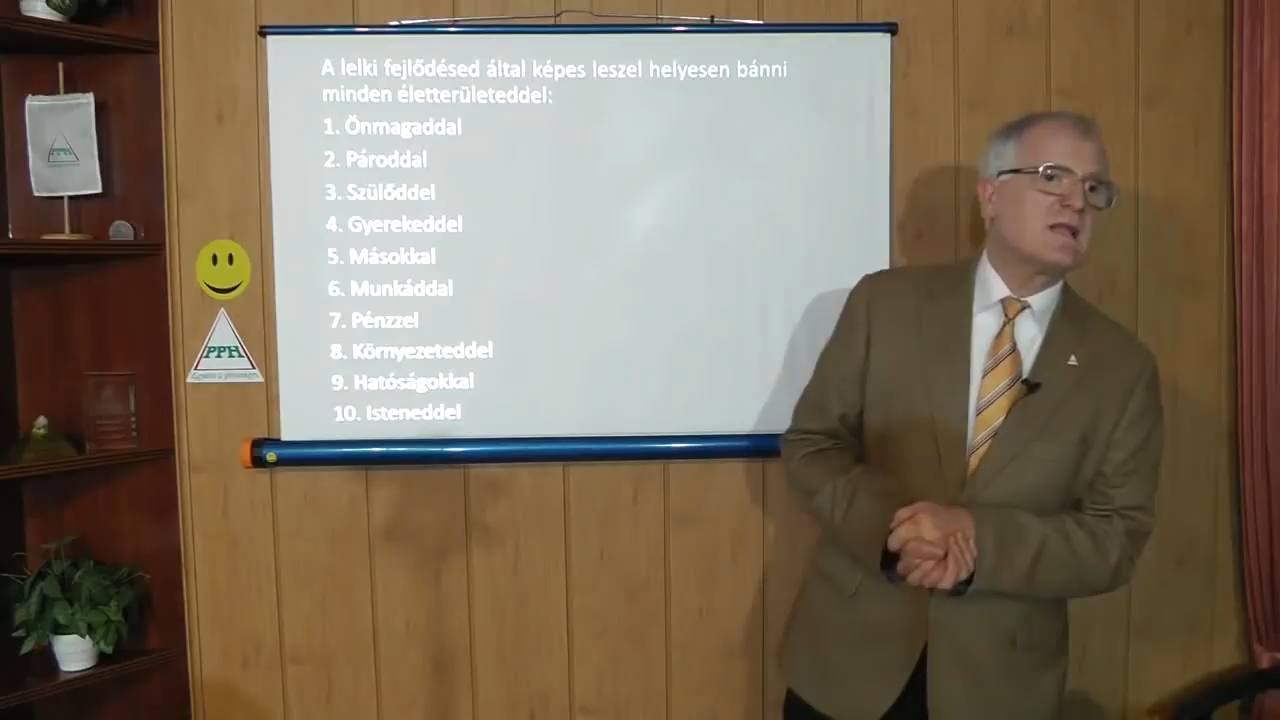 A lelki fejlődésed által képes leszel helyesen bánni
minden életterületeddel:
1. Önmagaddal
2. Pároddal
3. Szülőddel
4. Gyerekeddel
5. Másokkal
6. Munkáddal
7. Pénzzel
8. Környezeteddel
9. Hatóságokkal
10. Isteneddel
PPH